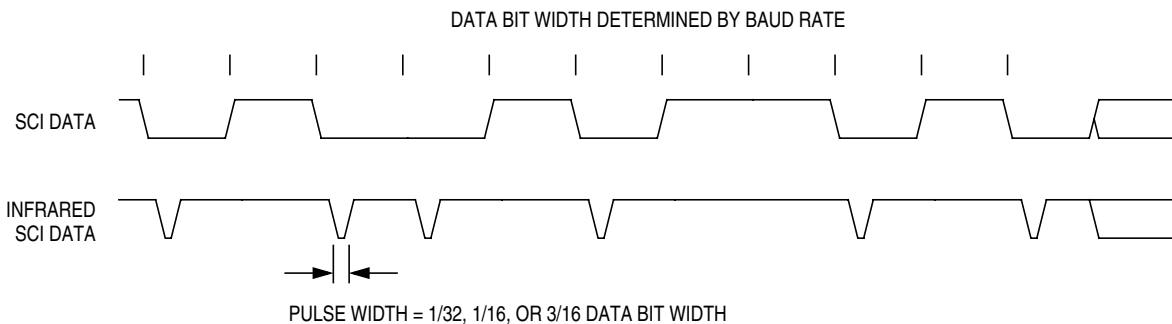 DATA BIT WIDTH DETERMINED BY BAUD RATE
SCI DATA
INFRARED
SCI DATA
PULSE WIDTH = 1/32, 1/16, OR 3/16 DATA BIT WIDTH